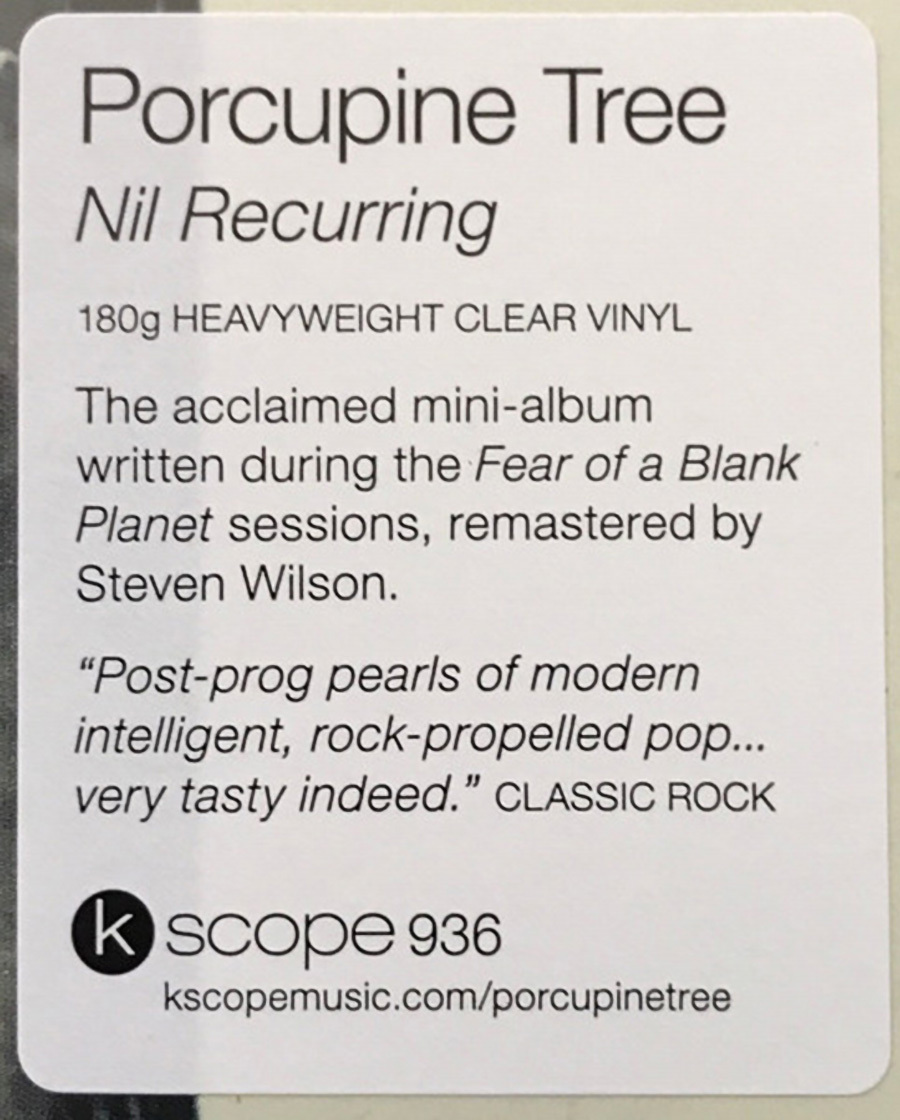 Porcupine Tree
Nil Recurring
180g HEAVYWEIGHT CLEAR VINYL
The acclaimed mini-album
written during the Fear of a Blank
Planet sessions, remastered by
Steven Wilson.
“Post-prog pearls of modern
intelligent, rock-propelled pop...
very tasty indeed.” CLASSIC ROCK
kscope 936
kscopemusic.com/porcupinetree